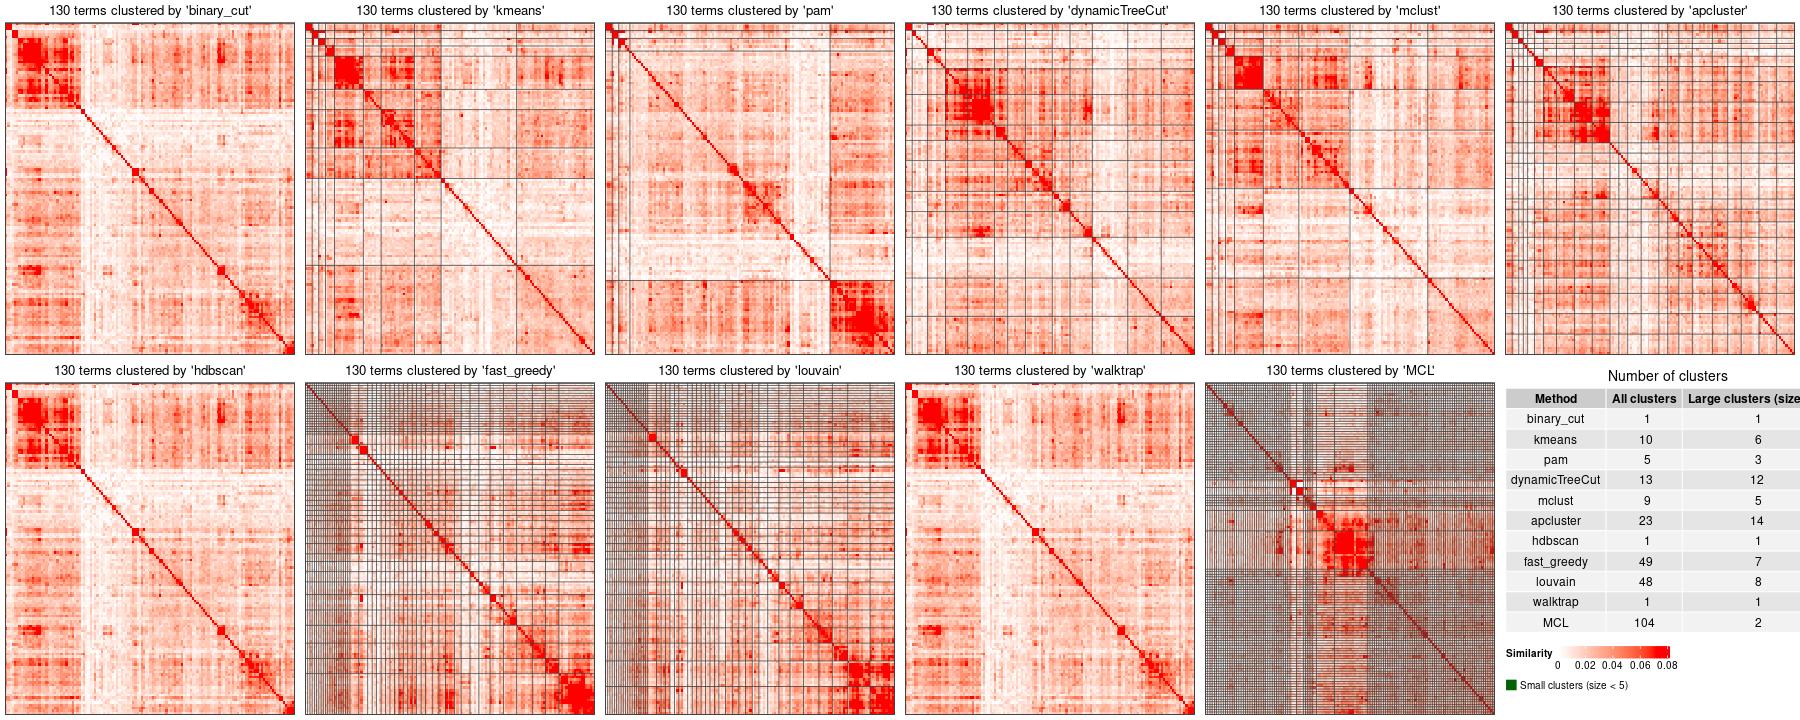 130 terms clustered by 'binary_cut'
130 terms clustered by 'kmeans'
130 terms clustered by 'pam'
130 terms clustered by 'dynamicTreeCut'
130 terms clustered by 'mclust'
130 terms clustered by 'apcluster'
130 terms clustered by 'hdbscan'
130 terms clustered by 'fast_greedy'
130 terms clustered by 'louvain'
130 terms clustered by 'walktrap'
130 terms clustered by 'MCL'
Number of clusters
Method All clusters Large clusters (size
binary_cut 1 1
kmeans 10 6
pam 5 3
dynamicTreeCut 13 12
mclust 9 5
apcluster 23 14
hdbscan 1 1
fast_greedy 49 7
louvain 48 8
walktrap 1 1
MCL 104 2
Similarity
0 0.02 0.04 0.06 0.08
Small clusters (size < 5)